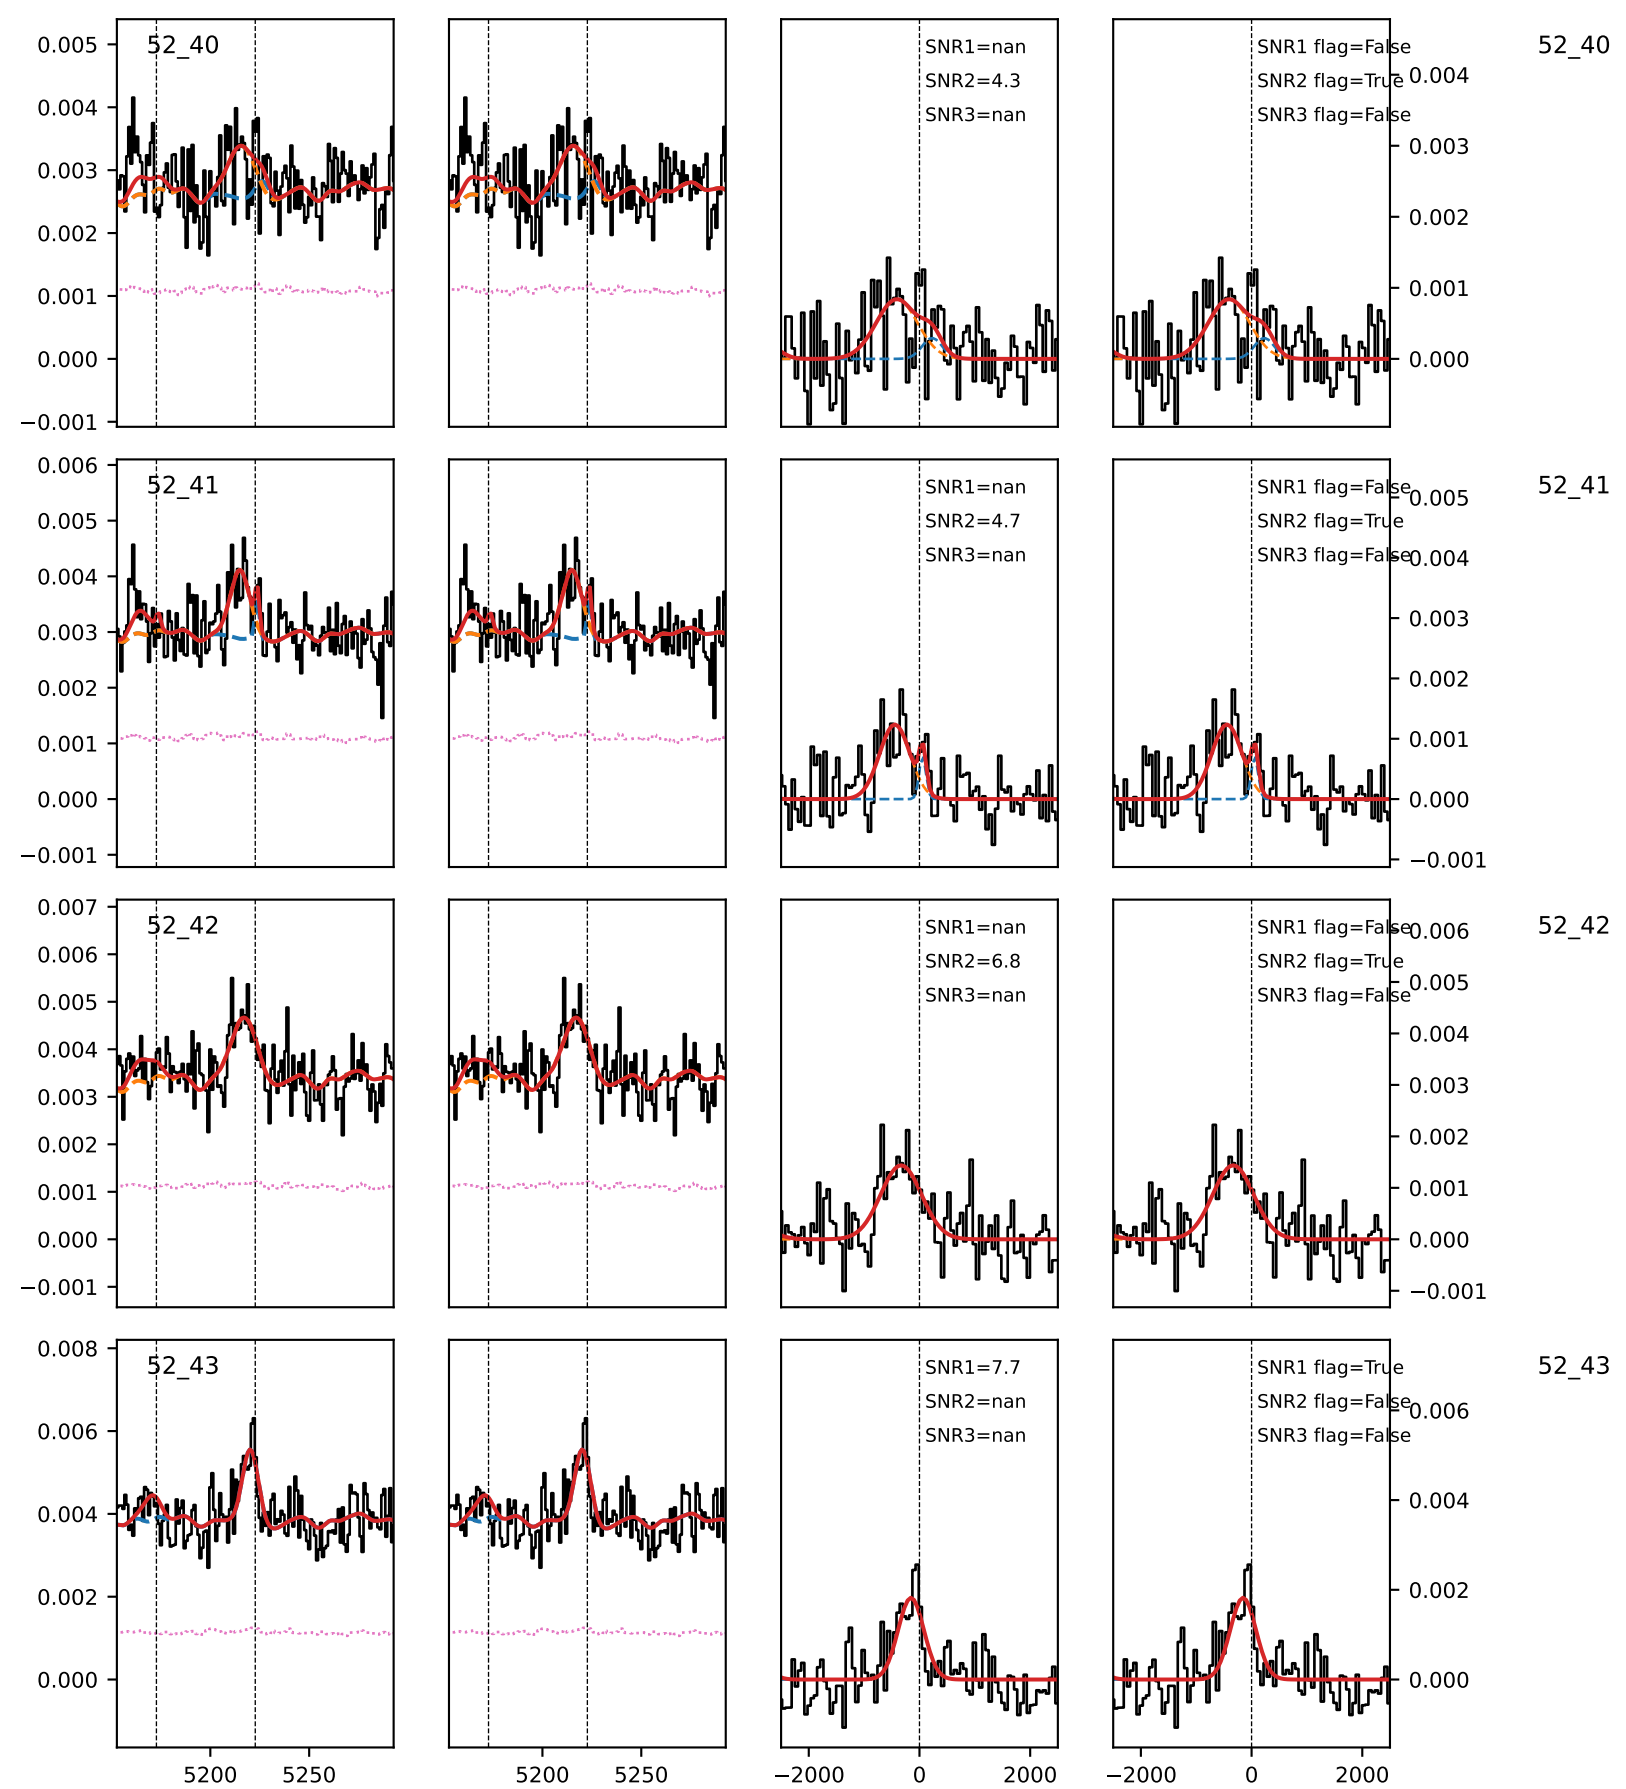 0.005
0.004
0.003
0.002
0.001
0.000
−0.001
52_40
SNR1=nan
SNR2=4.3
SNR3=nan
SNR1 flag=False
SNR2 flag=True
SNR3 flag=False
0.004
0.003
0.002
0.001
0.000
52_40
0.006
0.005
0.004
0.003
0.002
0.001
0.000
−0.001
52_41
SNR1=nan
SNR2=4.7
SNR3=nan
SNR1 flag=False
SNR2 flag=True
SNR3 flag=False
0.005
0.004
0.003
0.002
0.001
0.000
−0.001
52_41
0.007
0.006
0.005
0.004
0.003
0.002
0.001
0.000
−0.001
52_42
SNR1=nan
SNR2=6.8
SNR3=nan
SNR1 flag=False
SNR2 flag=True
SNR3 flag=False
0.006
0.005
0.004
0.003
0.002
0.001
0.000
−0.001
52_42
0.008
0.006
0.004
0.002
0.000
52_43
SNR1=7.7
SNR2=nan
SNR3=nan
SNR1 flag=True
SNR2 flag=False
SNR3 flag=False
0.006
0.004
0.002
0.000
52_43
5200 5250
5200 5250
−2000 0 2000
−2000 0 2000